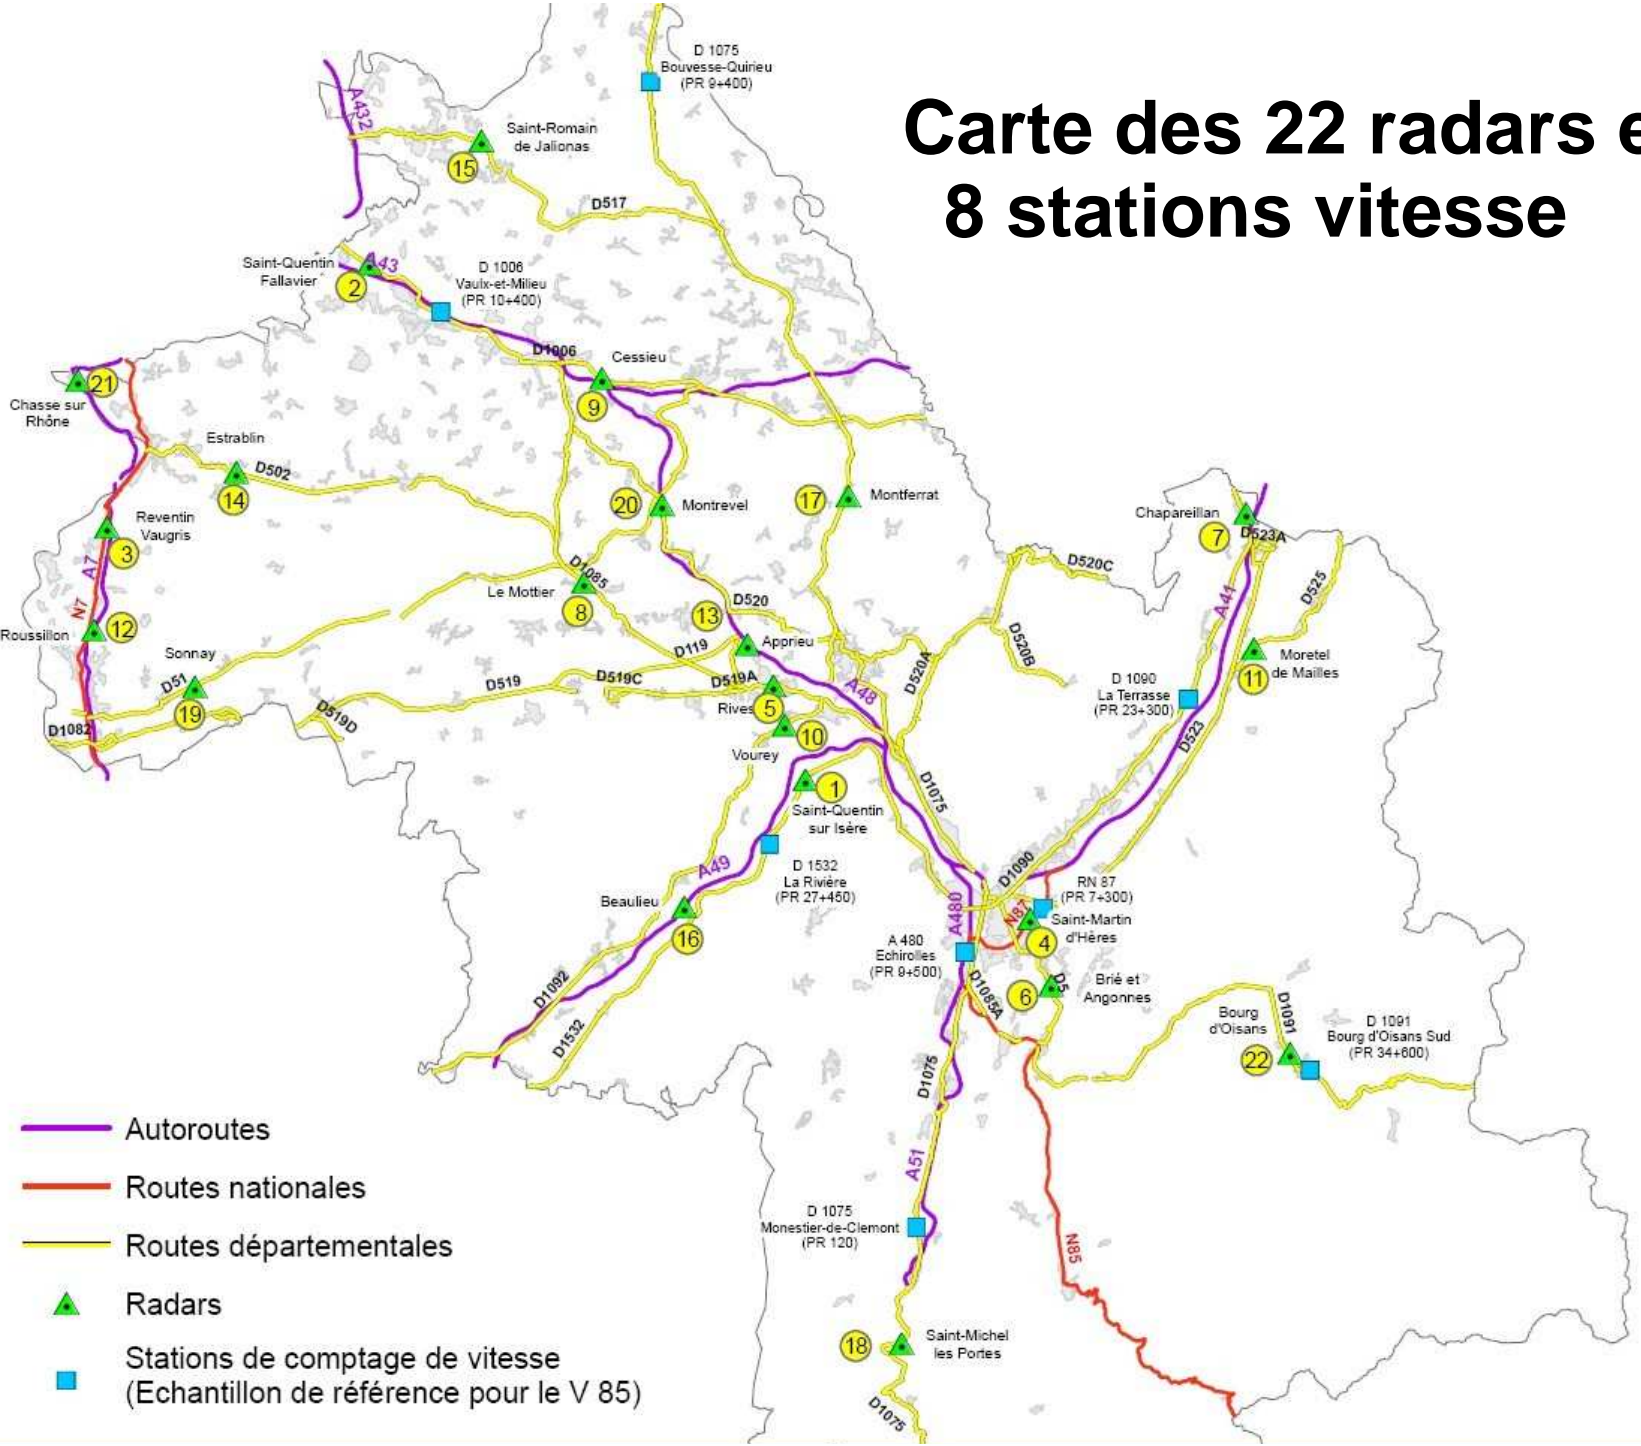 Carte des 22 radars e
8 stations vitesse
D 1075
Bouvesse-Quirieu
(PR 9+400)
A432
Saint-Romain
de Jalionas
15
D517
Saint-Quentin
Fallavier
A43
2
D 1006
Vaulx-et-Milieu
(PR 10+400)
D1006
Cessieu
9
21
Chasse sur
Rhône
Estrablin
D502
14
20
Montrevel
17
Montferrat
Chapareillan
7
D523A
Reventin
Vaugris
3
A7
N7
D1085
Le Mottier
8
D520C
D525
A41
D520
13
Apprieu
12
Roussillon
D520B
Sonnay
D119
D51
19
D519
D519C
D519A
A48
D520A
Moretel
de Mailles
11
D 1090
La Terrasse
(PR 23+300)
D1082
D519D
Rives
5
10
Vourey
D523
1
Saint-Quentin
sur Isère
D1075
A49
D 1532
La Rivière
(PR 27+450)
D1090
RN 87
(PR 7+300)
Beaulieu
16
A480
N87
Saint-Martin
d'Hères
4
A 480
Echirolles
(PR 9+500)
D1092
D1532
D1085A
D5
6
Brié et
Angonnes
Bourg
d'Oisans
D1091
22
D 1091
Bourg d'Oisans Sud
(PR 34+600)
D1075
A51
D 1075
Monestier-de-Clemont
(PR 120)
N85
18
Saint-Michel
les Portes
D1075
Autoroutes
Routes nationales
Routes départementales
Radars
Stations de comptage de vitesse
(Echantillon de référence pour le V 85)